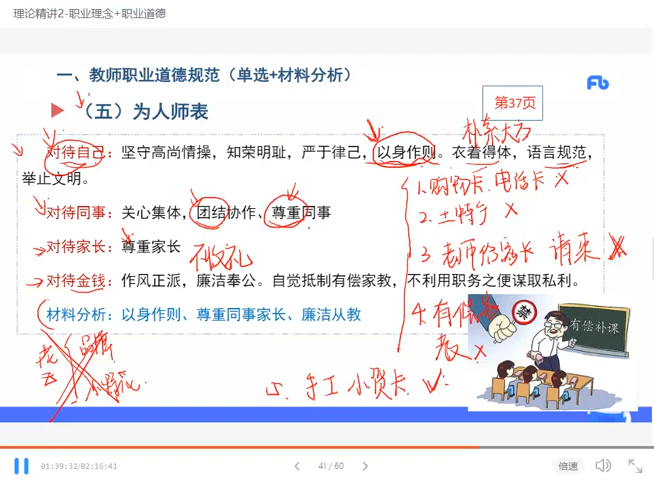 理论精讲2-职业理念+职业道德
一、教师职业道德规范（单选+材料分析）
Fb
第37页
（五）为人师表
朴素大方
对待自己：坚守高尚情操，知荣明耻，严于律己，以身作则。衣着得体，语言规范，
举止文明。
1.购物卡.电话卡 X
对待同事：关心集体，团结协作、尊重同事
2.土特产 X
对待家长：尊重家长
不收礼
对待金钱：作风正派，廉洁奉公。自觉抵制有偿家教，不利用职务之便谋取私利。
材料分析：以身作则、尊重同事家长、廉洁从教
4.有偿
禁
有偿补课
手工 小贺卡
01:39:32/02:16:41
41 / 60
倍速